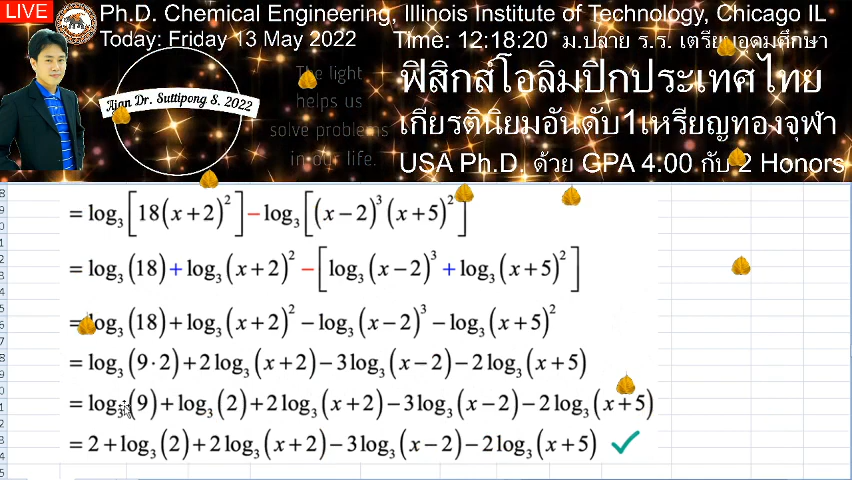 LIVE
Ph.D. Chemical Engineering, Illinois Institute of Technology, Chicago IL
Today: Friday 13 May 2022 Time: 12:18:20 ม.ปลาย ร.ร. เตรียมอุดมศึกษา
ฟิสิกส์โอลิมปิกประเทศไทย
Ajan Dr. Suttipong S. 2022
The light
helps us
solve problems
in our life.
เกียรตินิยมอันดับ1เหรียญทองจุฬา
USA Ph.D. ด้วย GPA 4.00 กับ 2 Honors
= log₃[18(x+2)²] − log₃[(x−2)³(x+5)²]
= log₃(18) + log₃(x+2)² − [log₃(x−2)³ + log₃(x+5)²]
= log₃(18) + log₃(x+2)² − log₃(x−2)³ − log₃(x+5)²
= log₃(9·2) + 2log₃(x+2) − 3log₃(x−2) − 2log₃(x+5)
= log₃(9) + log₃(2) + 2log₃(x+2) − 3log₃(x−2) − 2log₃(x+5)
= 2 + log₃(2) + 2log₃(x+2) − 3log₃(x−2) − 2log₃(x+5) ✓